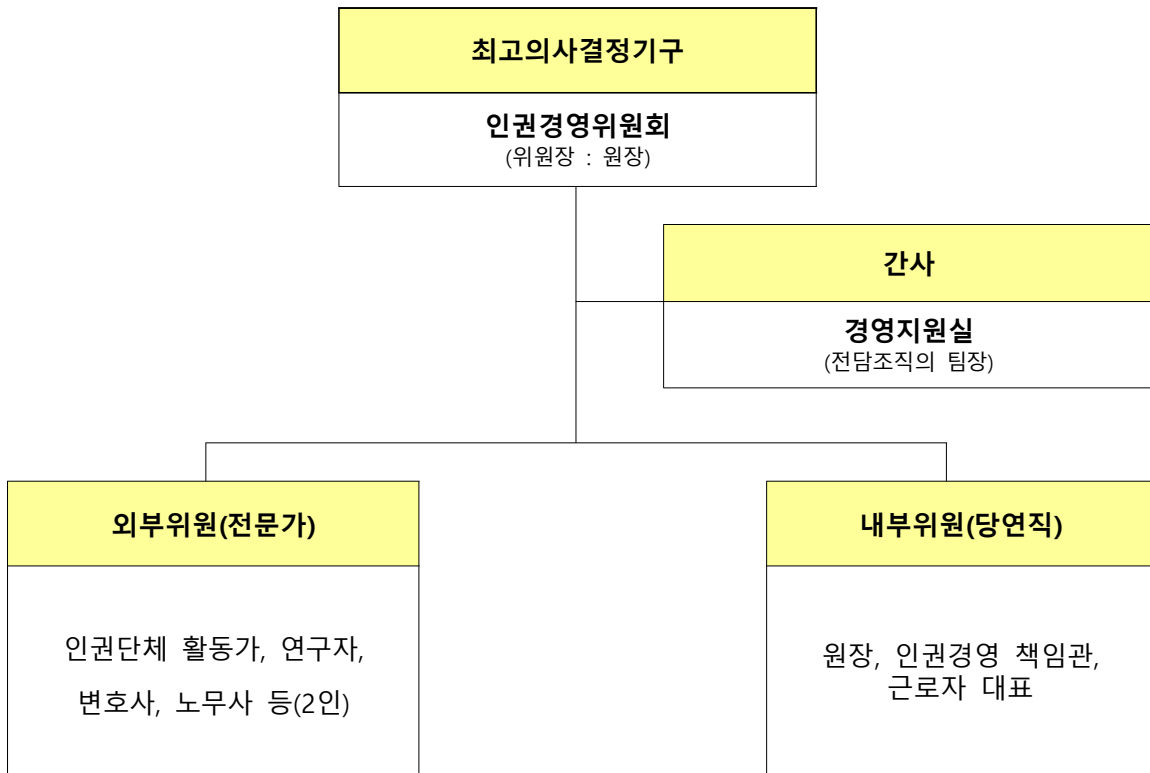 최고의사결정기구
인권경영위원회
(위원장 : 원장)
간사
경영지원실
(전담조직의 팀장)
외부위원(전문가)
인권단체 활동가, 연구자,
변호사, 노무사 등(2인)
내부위원(당연직)
원장, 인권경영 책임관,
근로자 대표